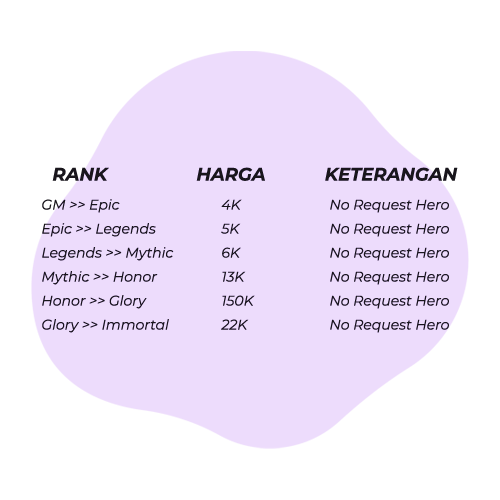 RANK HARGA KETERANGAN
GM >> Epic 4K No Request Hero
Epic >> Legends 5K No Request Hero
Legends >> Mythic 6K No Request Hero
Mythic >> Honor 13K No Request Hero
Honor >> Glory 150K No Request Hero
Glory >> Immortal 22K No Request Hero